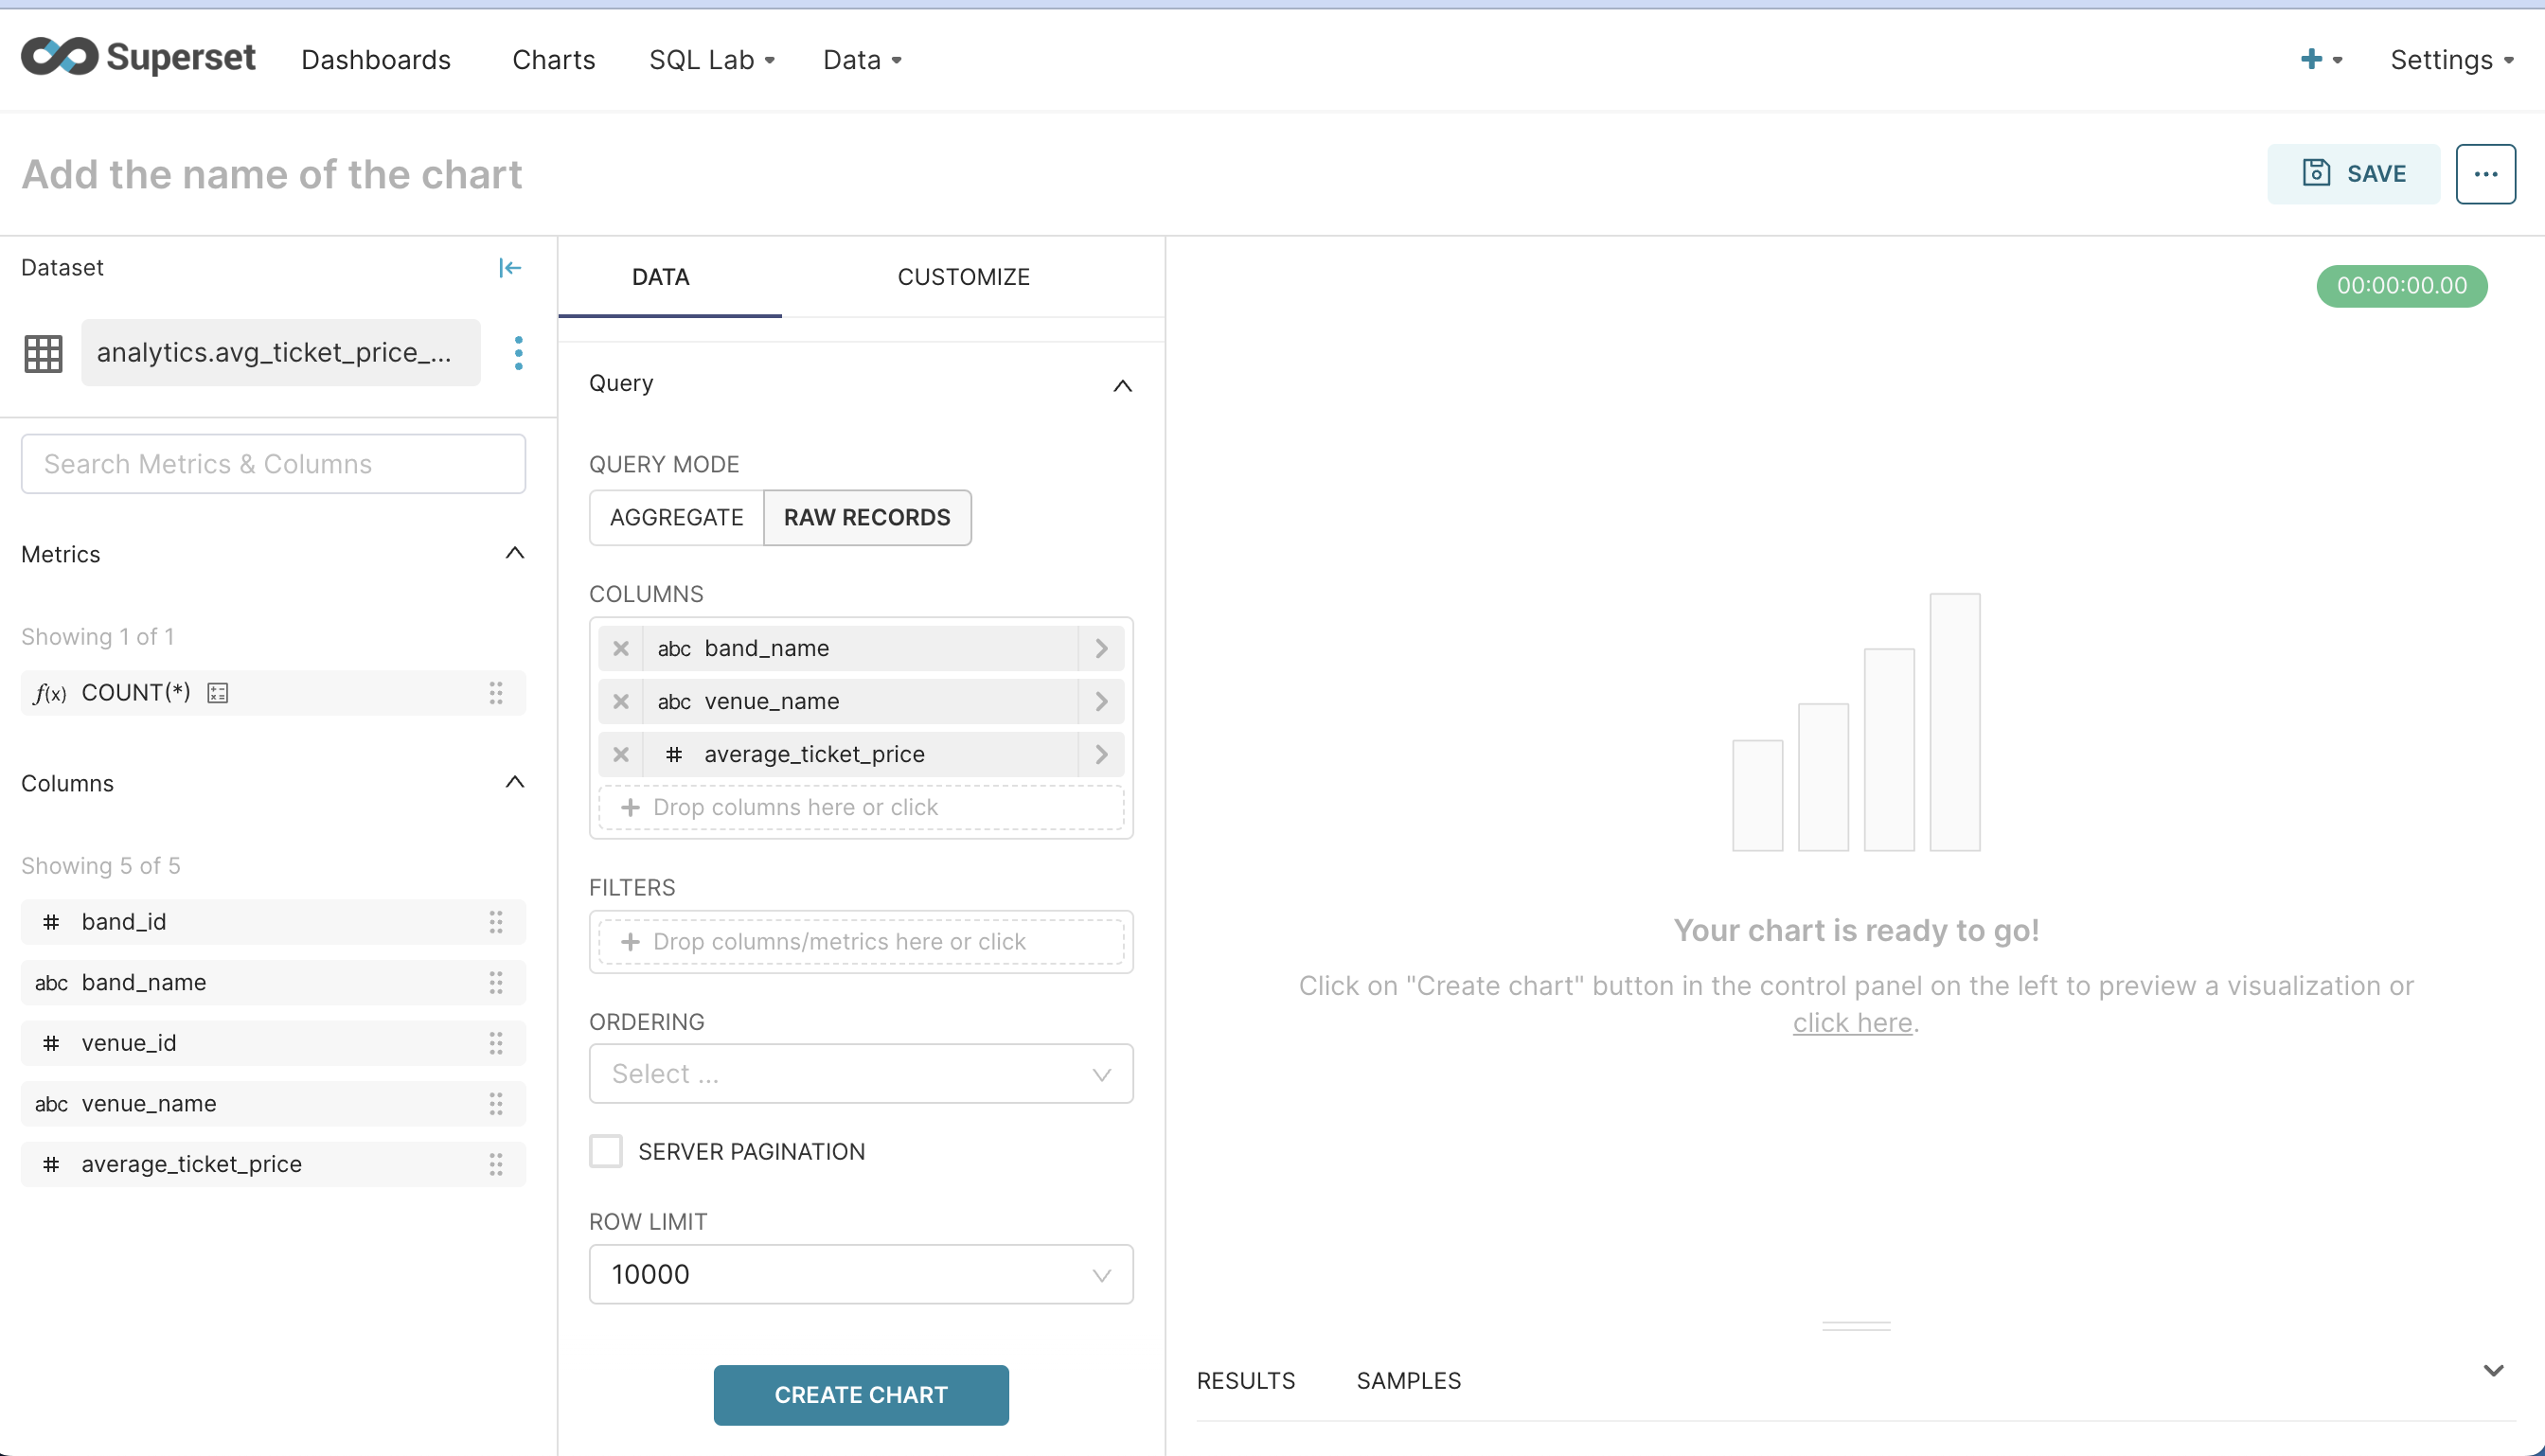 Superset Dashboards Charts SQL Lab Data Settings
Add the name of the chart
SAVE
Dataset
analytics.avg_ticket_price_...
Search Metrics & Columns
Metrics
Showing 1 of 1
f(x) COUNT(*)
Columns
Showing 5 of 5
# band_id
abc band_name
# venue_id
abc venue_name
# average_ticket_price
DATA CUSTOMIZE
Query
QUERY MODE
AGGREGATE RAW RECORDS
COLUMNS
abc band_name
abc venue_name
# average_ticket_price
Drop columns here or click
FILTERS
Drop columns/metrics here or click
ORDERING
Select ...
SERVER PAGINATION
ROW LIMIT
10000
CREATE CHART
00:00:00.00
Your chart is ready to go!
Click on "Create chart" button in the control panel on the left to preview a visualization or
click here.
RESULTS SAMPLES